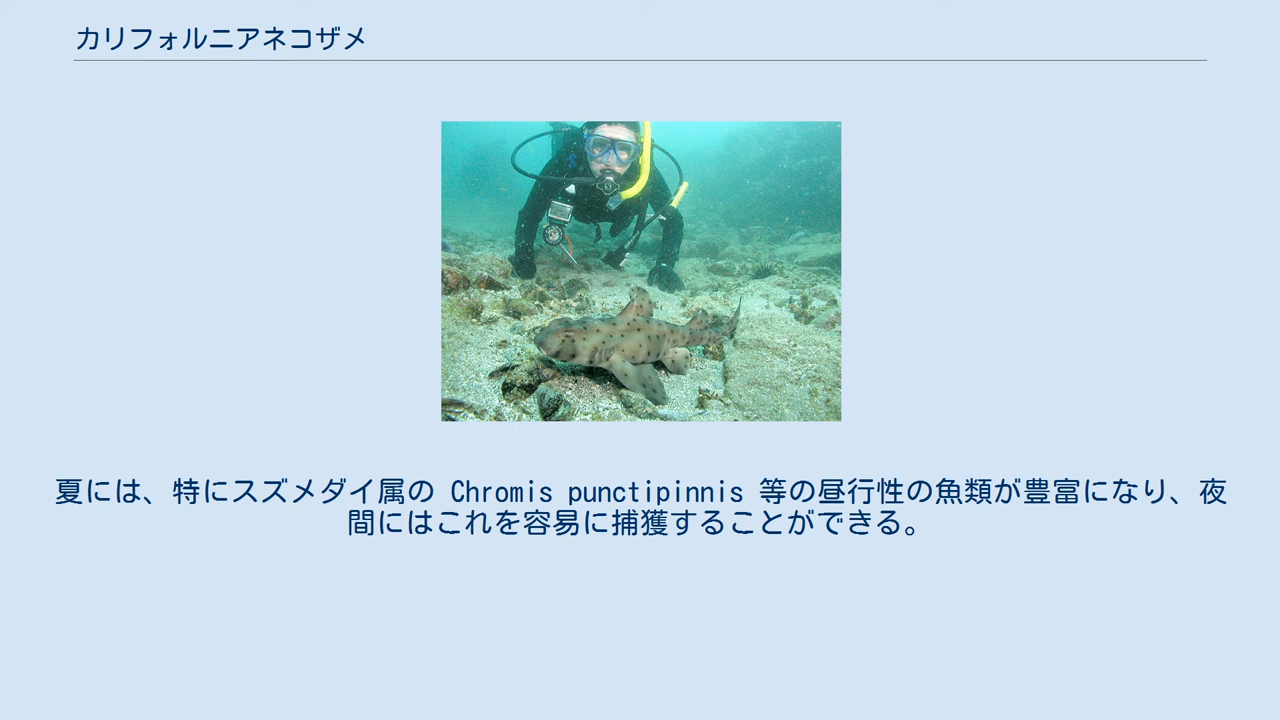 カリフォルニアネコザメ
夏には、特にスズメダイ属の Chromis punctipinnis 等の昼行性の魚類が豊富になり、夜
間にはこれを容易に捕獲することができる。